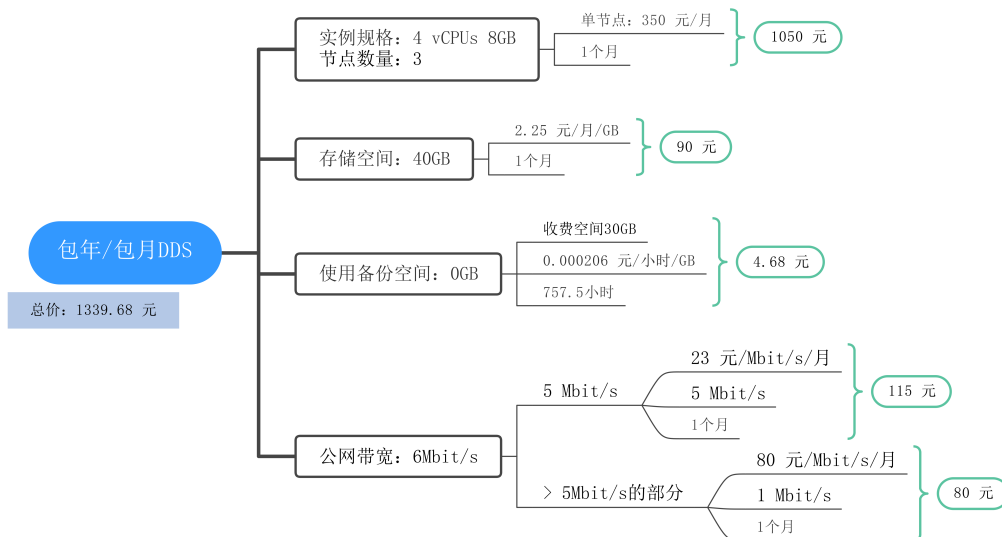 包年/包月DDS
总价: 1339.68 元
实例规格: 4 vCPUs 8GB
节点数量: 3
单节点: 350 元/月
1个月
1050 元
存储空间: 40GB
2.25 元/月/GB
1个月
90 元
使用备份空间: 0GB
收费空间30GB
0.000206 元/小时/GB
757.5小时
4.68 元
公网带宽: 6Mbit/s
5 Mbit/s
23 元/Mbit/s/月
5 Mbit/s
1个月
115 元
> 5Mbit/s的部分
80 元/Mbit/s/月
1 Mbit/s
1个月
80 元